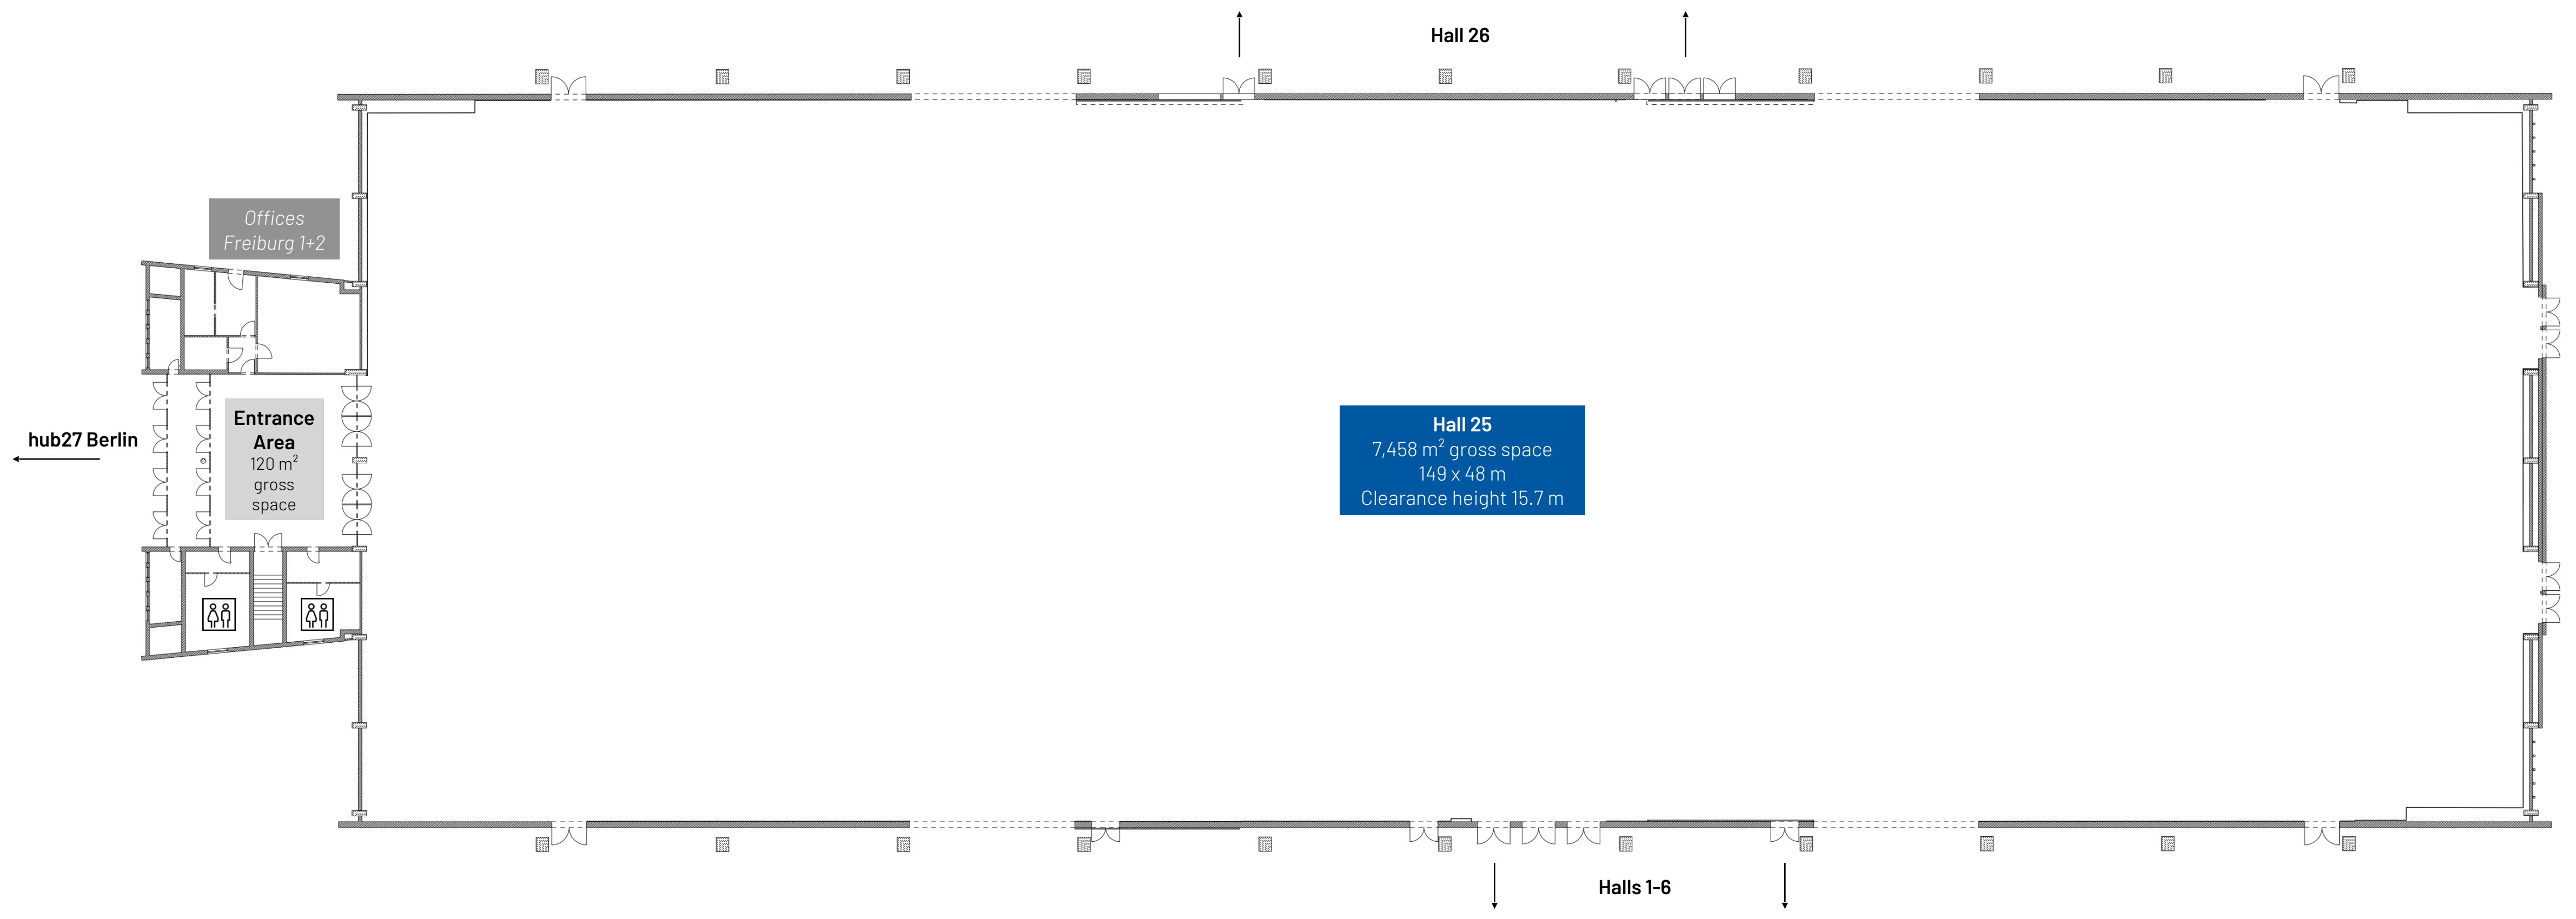 Hall 26
Offices
Freiburg 1+2
Entrance
Area
120 m²
gross
space
hub27 Berlin
Hall 25
7,458 m² gross space
149 x 48 m
Clearance height 15.7 m
Halls 1-6